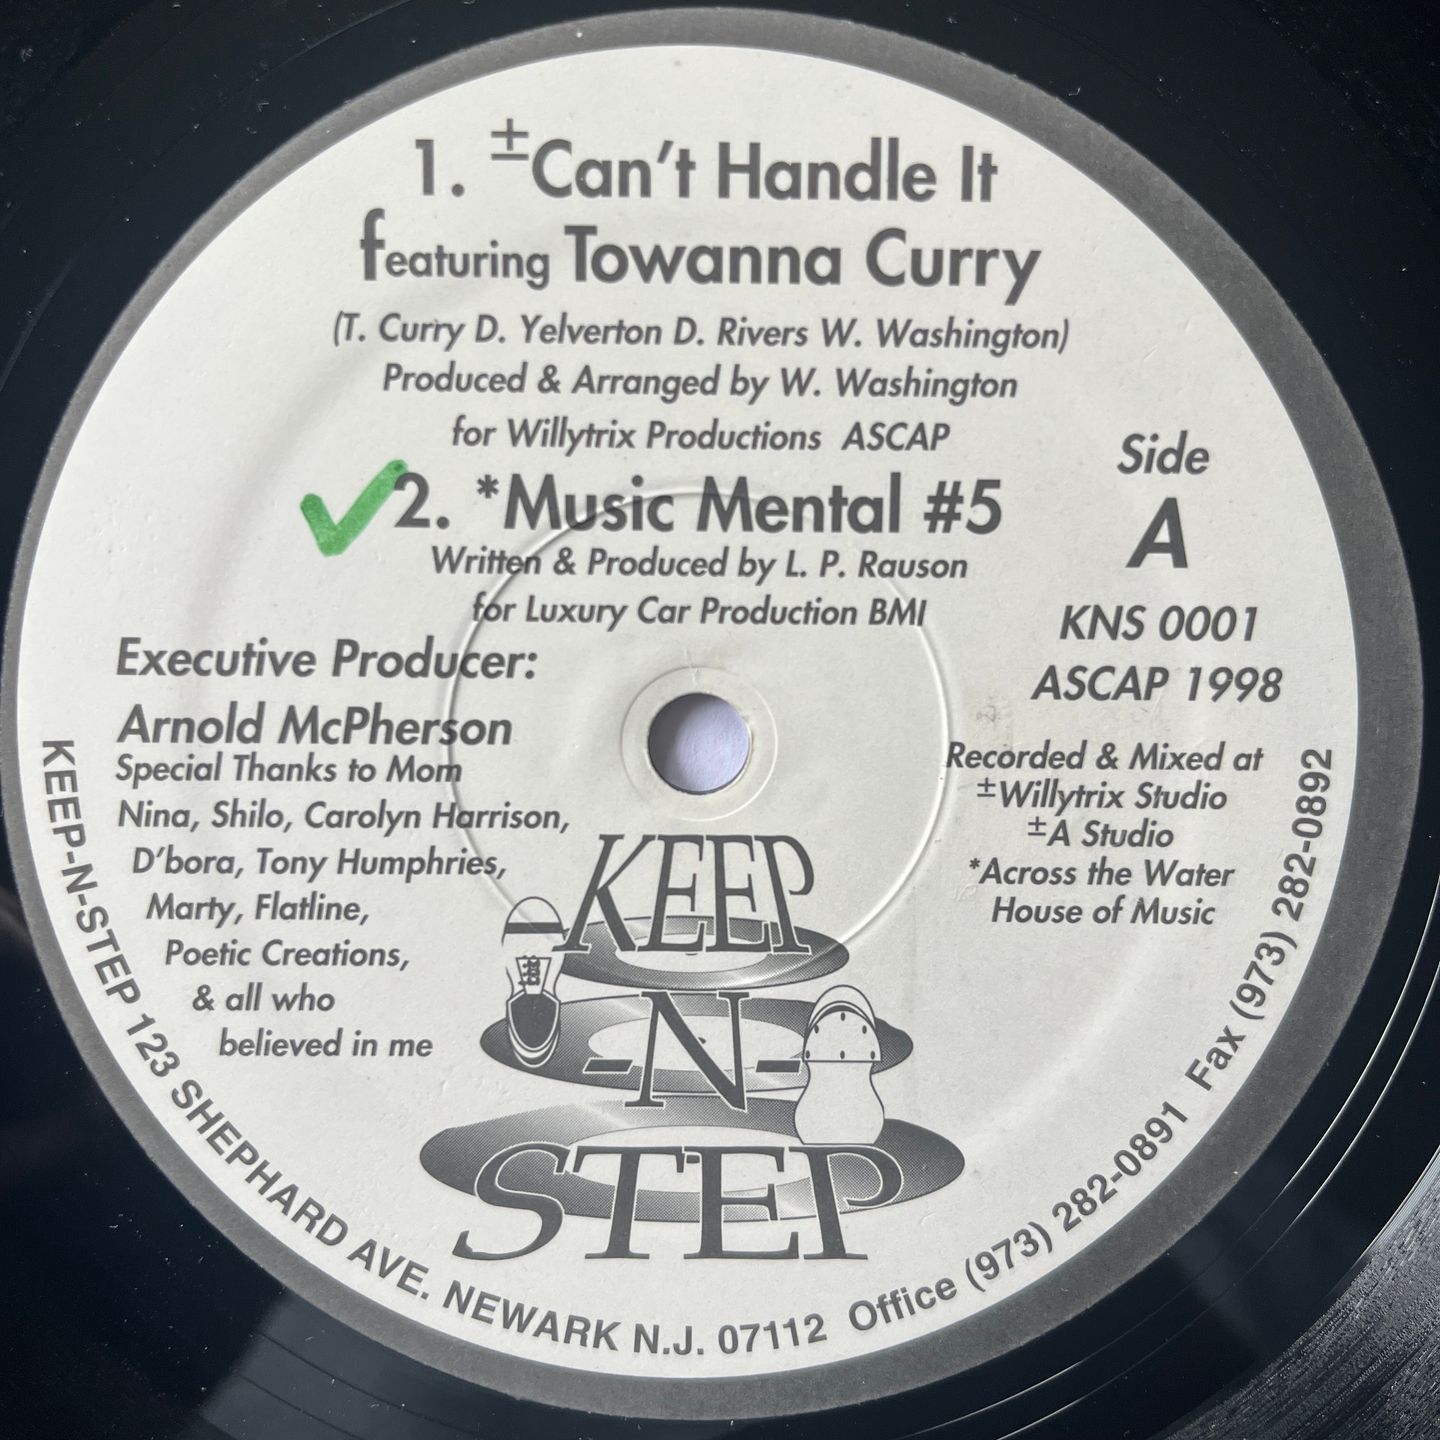 1. ±Can't Handle It
featuring Towanna Curry
(T. Curry D. Yelverton D. Rivers W. Washington)
Produced & Arranged by W. Washington
for Willytrix Productions ASCAP
2. *Music Mental #5
Written & Produced by L. P. Rauson
for Luxury Car Production BMI
Side
A
KNS 0001
ASCAP 1998
Executive Producer:
Arnold McPherson
Special Thanks to Mom
Nina, Shilo, Carolyn Harrison,
D'bora, Tony Humphries,
Marty, Flatline,
Poetic Creations,
& all who
believed in me
Recorded & Mixed at
±Willytrix Studio
±A Studio
*Across the Water
House of Music
KEEP
-N-
STEP
KEEP-N-STEP 123 SHEPHARD AVE. NEWARK N.J. 07112 Office (973) 282-0891 Fax (973) 282-0892